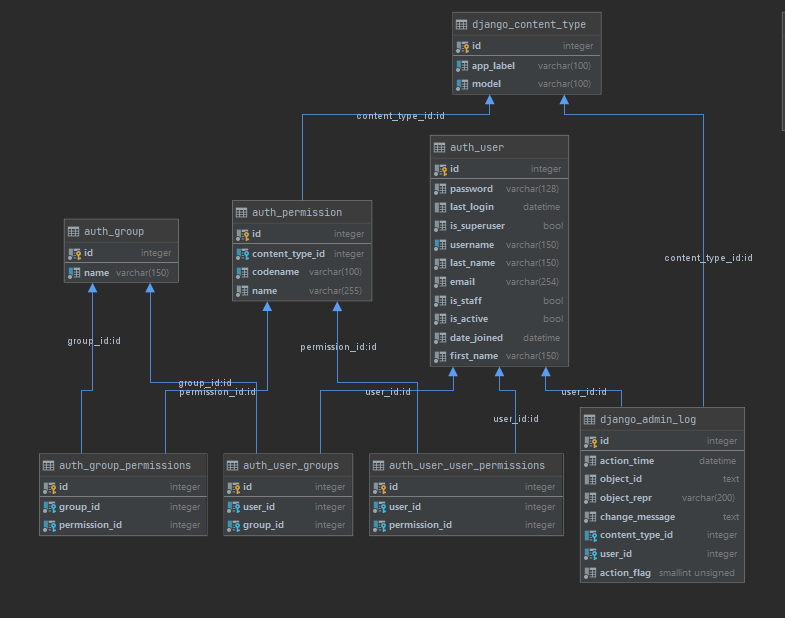 django_content_type
id integer
app_label varchar(100)
model varchar(100)
content_type_id:id
auth_user
id integer
password varchar(128)
last_login datetime
is_superuser bool
username varchar(150)
last_name varchar(150)
email varchar(254)
is_staff bool
is_active bool
date_joined datetime
first_name varchar(150)
auth_permission
id integer
content_type_id integer
codename varchar(100)
name varchar(255)
auth_group
id integer
name varchar(150)
content_type_id:id
group_id:id
permission_id:id
group_id:id
permission_id:id
user_id:id
user_id:id
user_id:id
auth_group_permissions
id integer
group_id integer
permission_id integer
auth_user_groups
id integer
user_id integer
group_id integer
auth_user_user_permissions
id integer
user_id integer
permission_id integer
django_admin_log
id integer
action_time datetime
object_id text
object_repr varchar(200)
change_message text
content_type_id integer
user_id integer
action_flag smallint unsigned